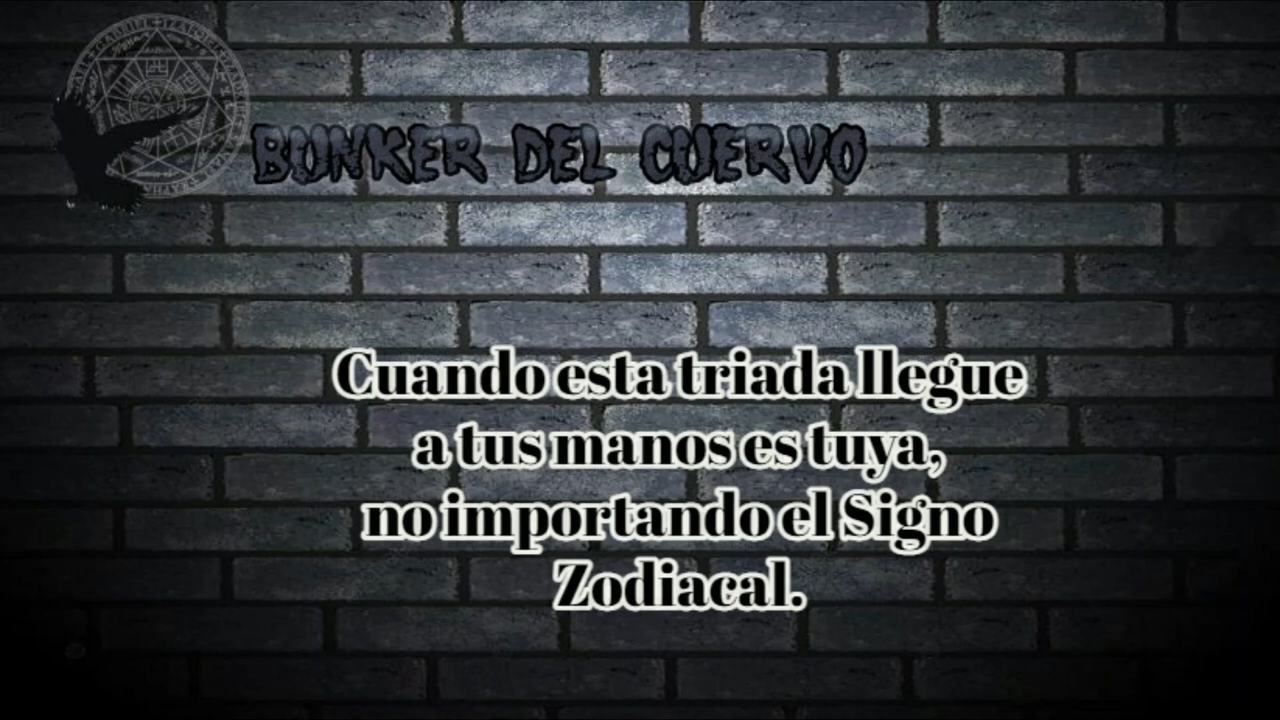 BUNKER DEL CUERVO
Cuando esta triada llegue
a tus manos es tuya,
no importando el Signo
Zodiacal.